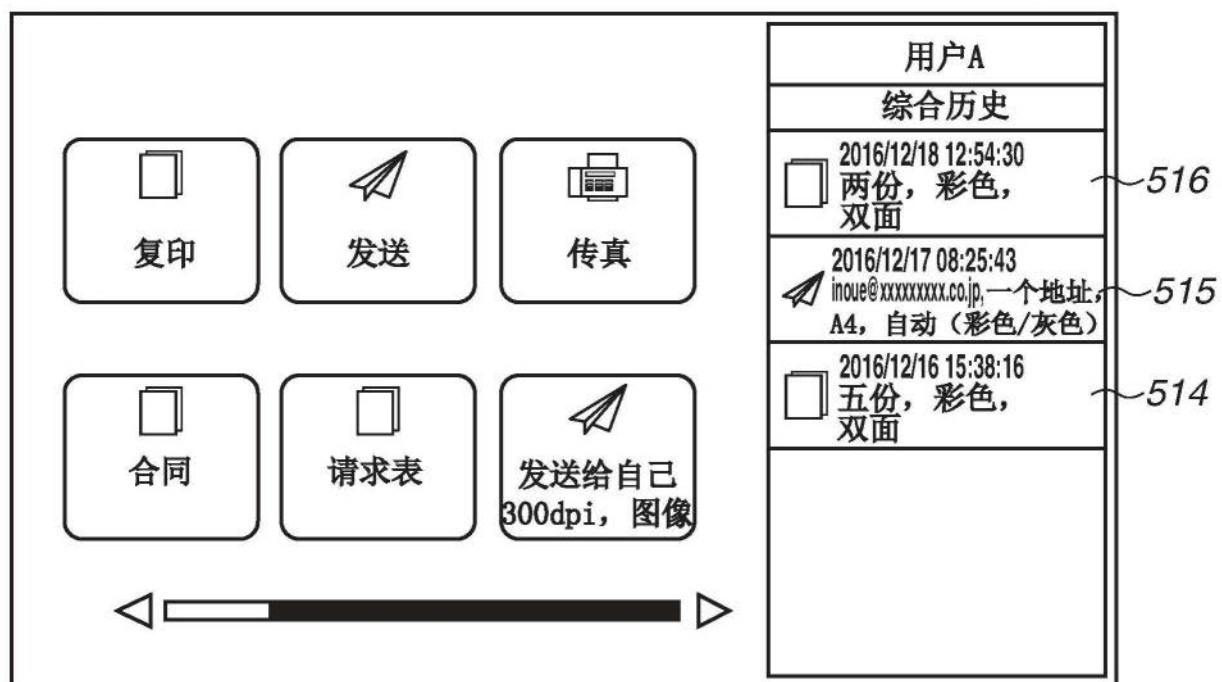 用户A
综合历史
2016/12/18 12:54:30
两份，彩色，
双面
516
2016/12/17 08:25:43
inoue@xxxxxxxxx.co.jp,一个地址，
A4，自动（彩色/灰色）
515
2016/12/16 15:38:16
五份，彩色，
双面
514
复印
发送
传真
合同
请求表
发送给自己
300dpi，图像